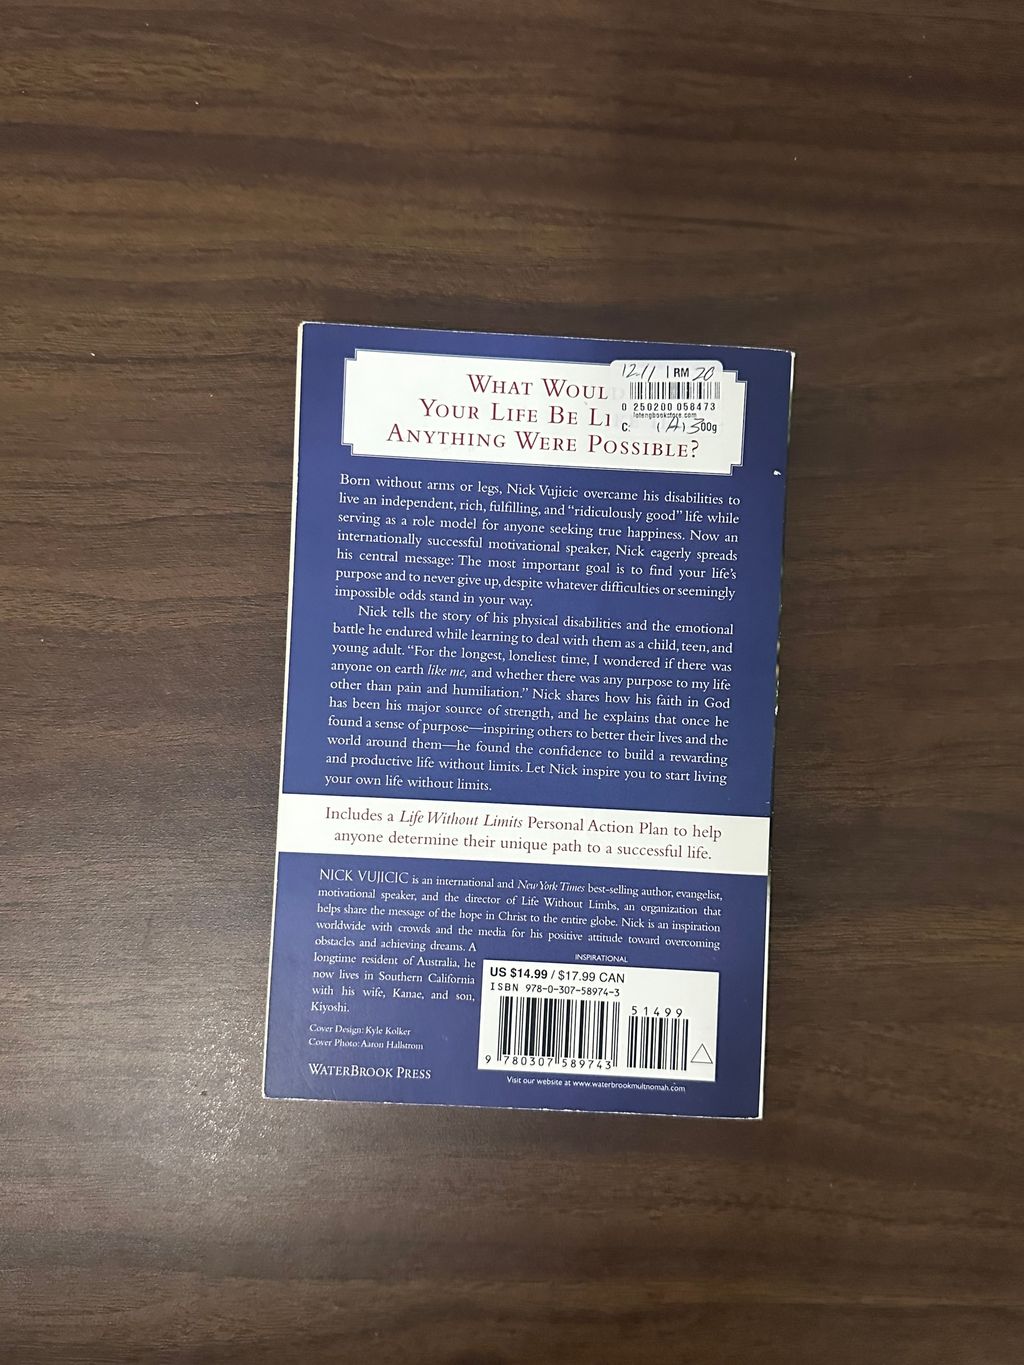 WHAT WOUL
YOUR LIFE BE LI
ANYTHING WERE POSSIBLE?
12/1 RM 20
0 250200 058473
lotengbookstore.com
C: (A) 300g
Born without arms or legs, Nick Vujicic overcame his disabilities to
live an independent, rich, fulfilling, and “ridiculously good” life while
serving as a role model for anyone seeking true happiness. Now an
internationally successful motivational speaker, Nick eagerly spreads
his central message: The most important goal is to find your life’s
purpose and to never give up, despite whatever difficulties or seemingly
impossible odds stand in your way.
Nick tells the story of his physical disabilities and the emotional
battle he endured while learning to deal with them as a child, teen, and
young adult. “For the longest, loneliest time, I wondered if there was
anyone on earth like me, and whether there was any purpose to my life
other than pain and humiliation.” Nick shares how his faith in God
has been his major source of strength, and he explains that once he
found a sense of purpose—inspiring others to better their lives and the
world around them—he found the confidence to build a rewarding
and productive life without limits. Let Nick inspire you to start living
your own life without limits.
Includes a Life Without Limits Personal Action Plan to help
anyone determine their unique path to a successful life.
NICK VUJICIC is an international and New York Times best-selling author, evangelist,
motivational speaker, and the director of Life Without Limbs, an organization that
helps share the message of the hope in Christ to the entire globe. Nick is an inspiration
worldwide with crowds and the media for his positive attitude toward overcoming
obstacles and achieving dreams. A
longtime resident of Australia, he
now lives in Southern California
with his wife, Kanae, and son,
Kiyoshi.
Cover Design: Kyle Kolker
Cover Photo: Aaron Hallstrom
WATERBROOK PRESS
INSPIRATIONAL
US $14.99 / $17.99 CAN
ISBN 978-0-307-58974-3
51499
9 780307 589743
Visit our website at www.waterbrookmultnomah.com